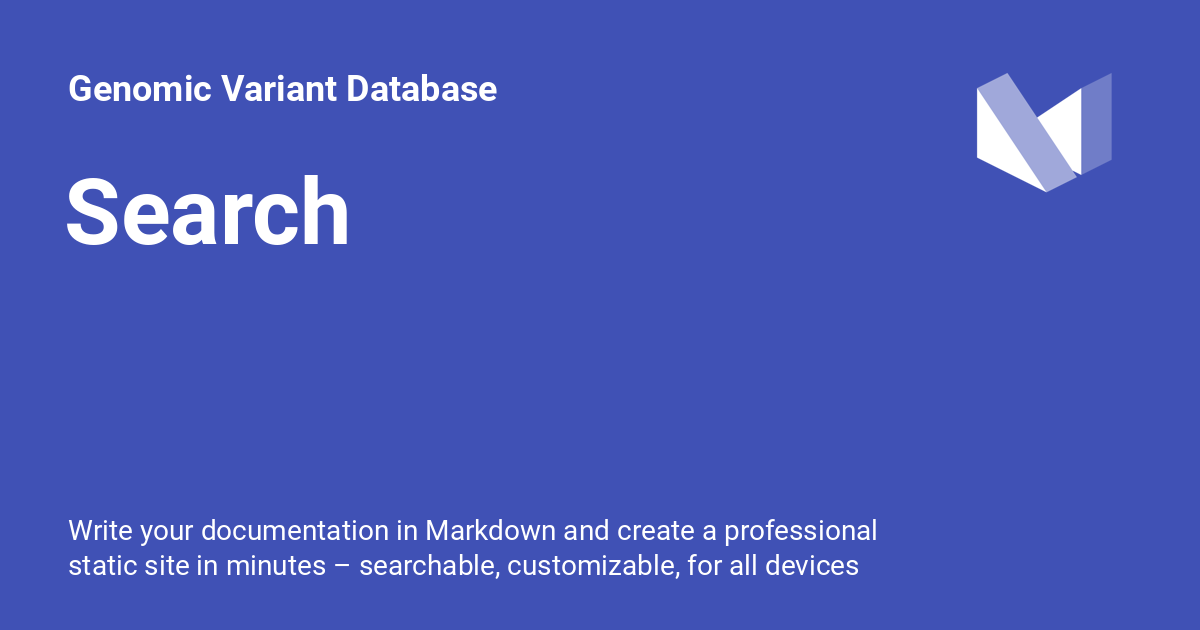 Genomic Variant Database
Search
Write your documentation in Markdown and create a professional
static site in minutes – searchable, customizable, for all devices